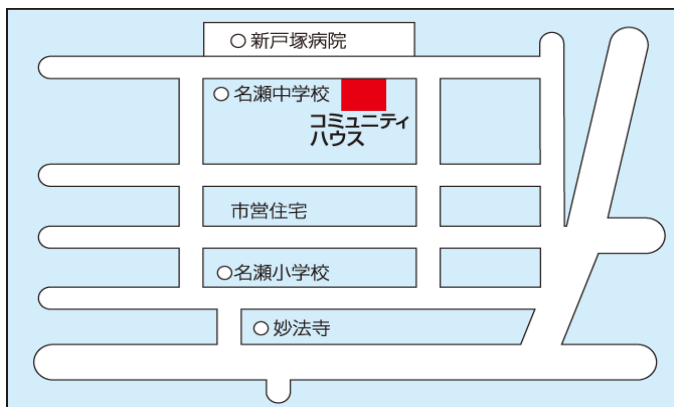 新戸塚病院
名瀬中学校
コミュニティ
ハウス
市営住宅
名瀬小学校
妙法寺